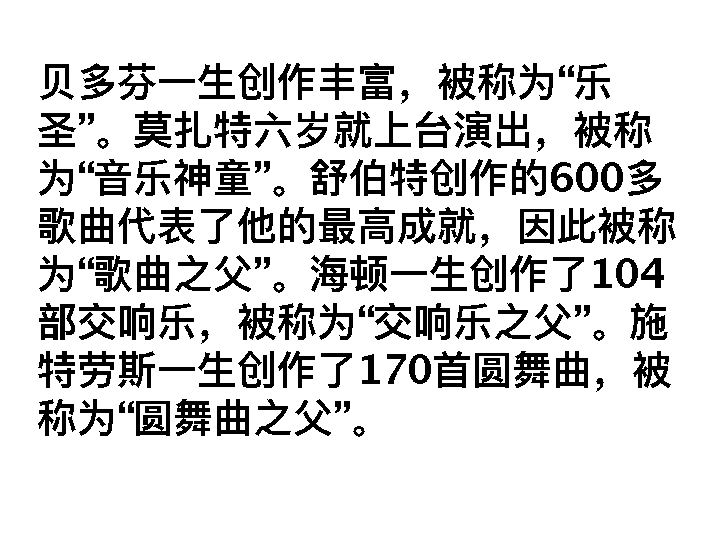 贝多芬一生创作丰富，被称为“乐
圣”。莫扎特六岁就上台演出，被称
为“音乐神童”。舒伯特创作的600多
歌曲代表了他的最高成就，因此被称
为“歌曲之父”。海顿一生创作了104
部交响乐，被称为“交响乐之父”。施
特劳斯一生创作了170首圆舞曲，被
称为“圆舞曲之父”。